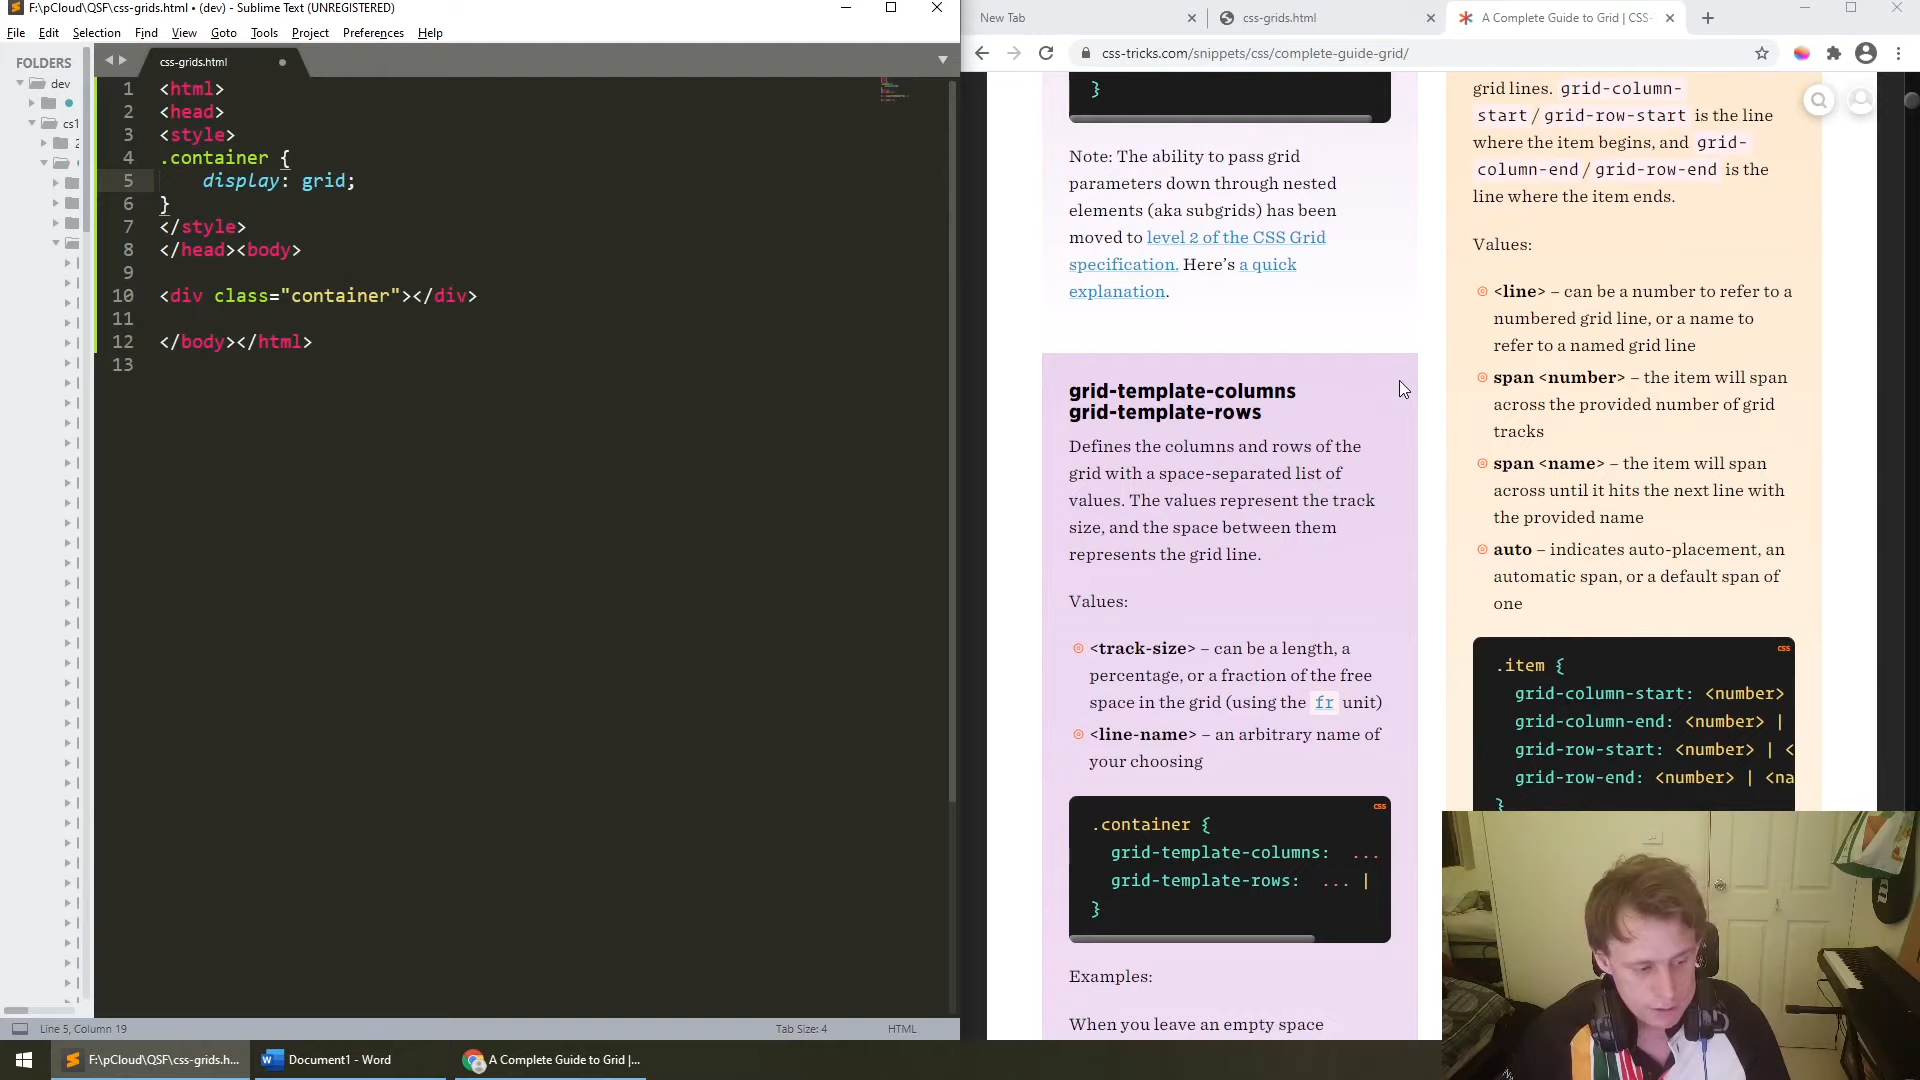 F:\pCloud\QSF\css-grids.html • (dev) - Sublime Text (UNREGISTERED)
File Edit Selection Find View Goto Tools Project Preferences Help
FOLDERS
dev
cs1
css-grids.html
1 <html>
2 <head>
3 <style>
4 .container {
5 display: grid;
6 }
7 </style>
8 </head><body>
9
10 <div class="container"></div>
11
12 </body></html>
13
Line 5, Column 19
Tab Size: 4
HTML
New Tab
css-grids.html
A Complete Guide to Grid | CSS-
css-tricks.com/snippets/css/complete-guide-grid/
}
Note: The ability to pass grid
parameters down through nested
elements (aka subgrids) has been
moved to level 2 of the CSS Grid
specification. Here’s a quick
explanation.
grid-template-columns
grid-template-rows
Defines the columns and rows of the
grid with a space-separated list of
values. The values represent the track
size, and the space between them
represents the grid line.
Values:
<track-size> – can be a length, a
percentage, or a fraction of the free
space in the grid (using the fr unit)
<line-name> – an arbitrary name of
your choosing
css
.container {
grid-template-columns: ...
grid-template-rows: ... |
}
Examples:
When you leave an empty space
grid lines. grid-column-
start / grid-row-start is the line
where the item begins, and grid-
column-end / grid-row-end is the
line where the item ends.
Values:
<line> – can be a number to refer to a
numbered grid line, or a name to
refer to a named grid line
span <number> – the item will span
across the provided number of grid
tracks
span <name> – the item will span
across until it hits the next line with
the provided name
auto – indicates auto-placement, an
automatic span, or a default span of
one
css
.item {
grid-column-start: <number>
grid-column-end: <number> |
grid-row-start: <number> | <
grid-row-end: <number> | <na
}
F:\pCloud\QSF\css-grids.h...
Document1 - Word
A Complete Guide to Grid |...